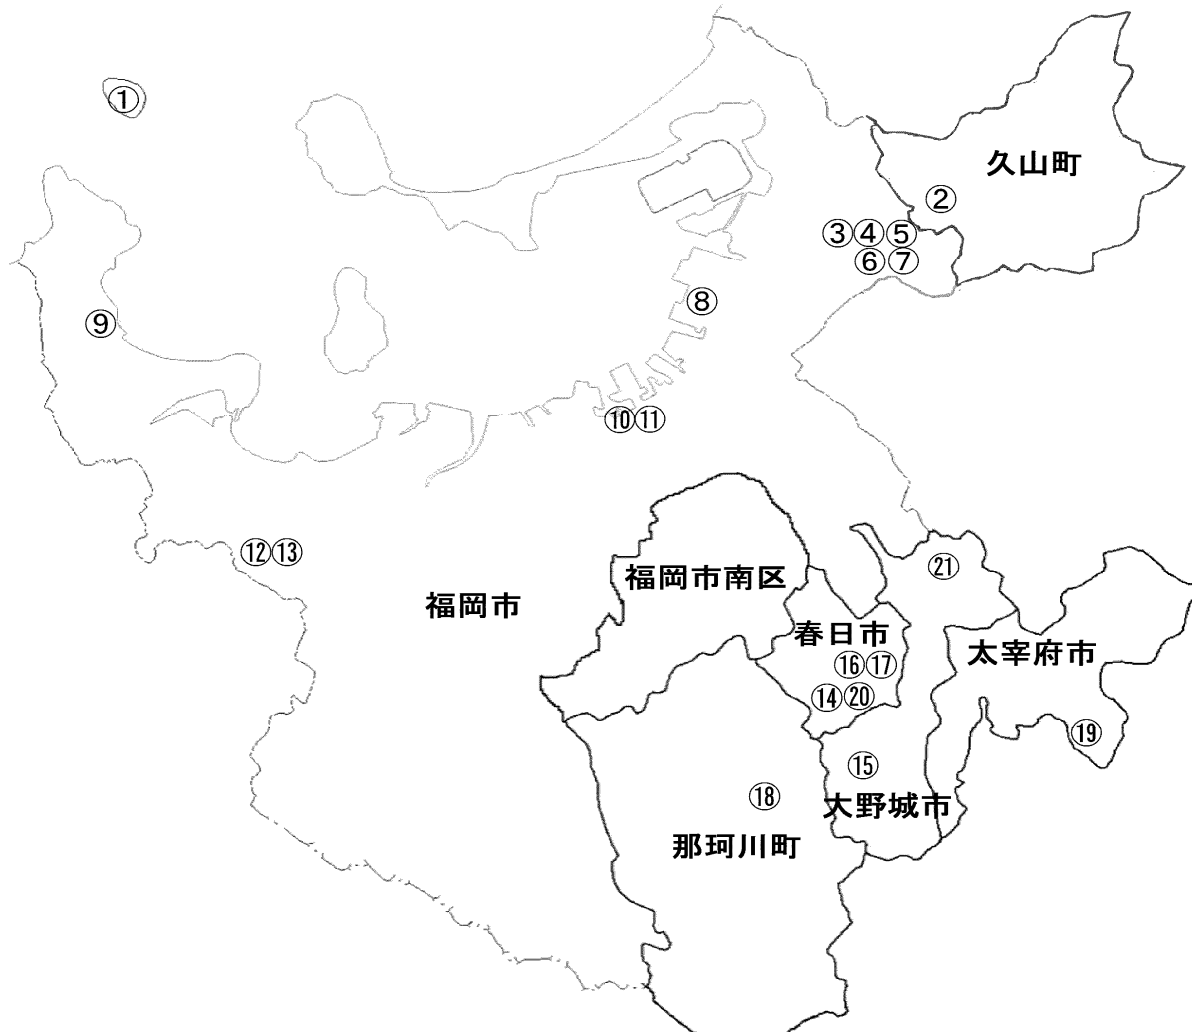 ①
久山町
②
③④⑤
⑥⑦
⑧
⑨
⑩⑪
⑫⑬
㉑
福岡市南区
福岡市
春日市
太宰府市
⑯⑰
⑭⑳
⑲
⑮
⑱
大野城市
那珂川町